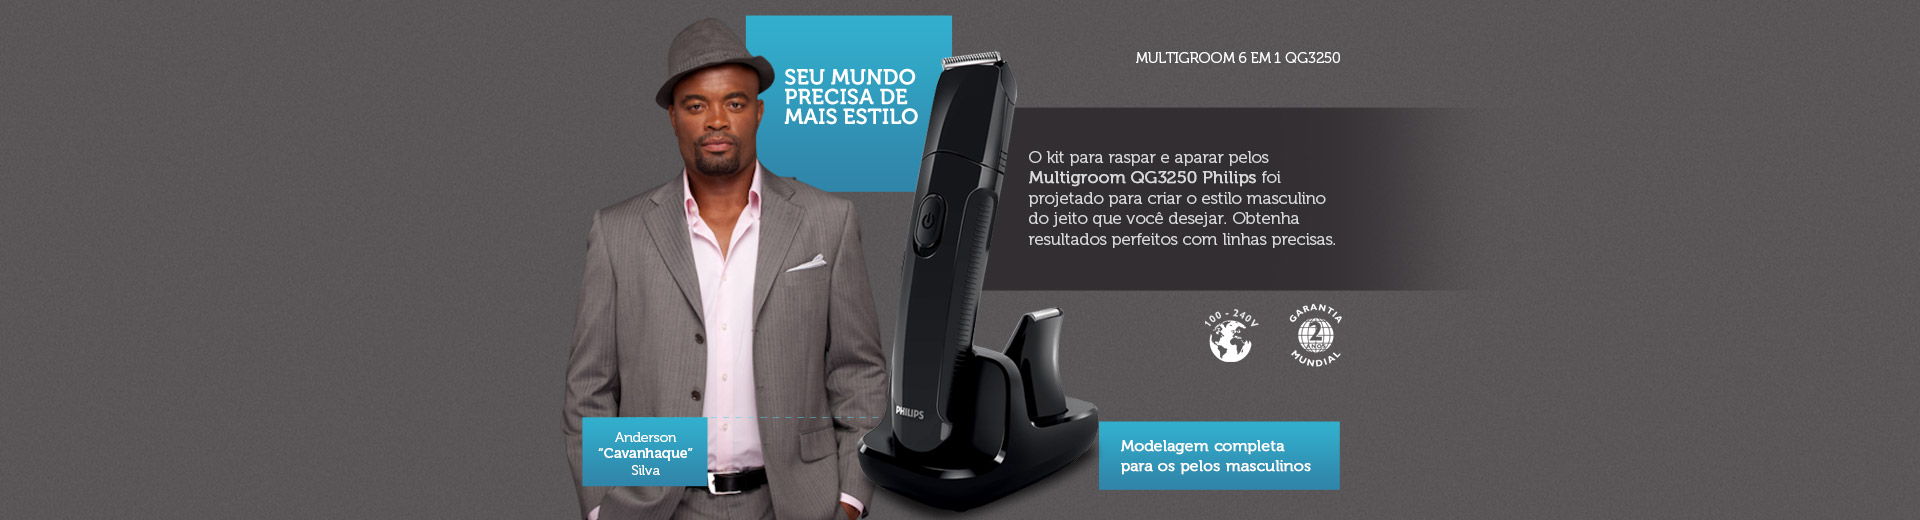 SEU MUNDO
PRECISA DE
MAIS ESTILO
MULTIGROOM 6 EM 1 QG3250
O kit para raspar e aparar pelos
Multigroom QG3250 Philips foi
projetado para criar o estilo masculino
do jeito que você desejar. Obtenha
resultados perfeitos com linhas precisas.
100 - 240V
GARANTIA
2
ANOS
MUNDIAL
PHILIPS
Anderson
“Cavanhaque”
Silva
Modelagem completa
para os pelos masculinos